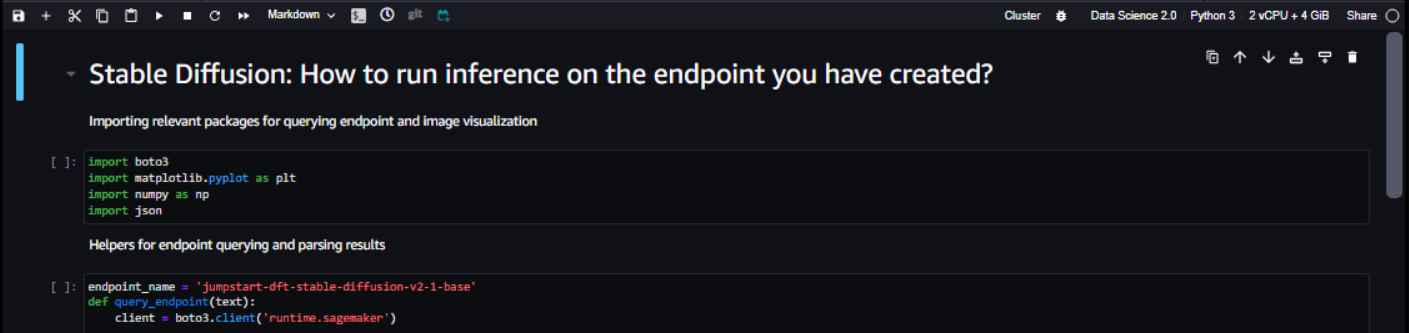 Markdown git Cluster Data Science 2.0 Python 3 2 vCPU + 4 GiB Share
Stable Diffusion: How to run inference on the endpoint you have created?
Importing relevant packages for querying endpoint and image visualization
[ ]: import boto3
import matplotlib.pyplot as plt
import numpy as np
import json
Helpers for endpoint querying and parsing results
[ ]: endpoint_name = 'jumpstart-dft-stable-diffusion-v2-1-base'
def query_endpoint(text):
    client = boto3.client('runtime.sagemaker')